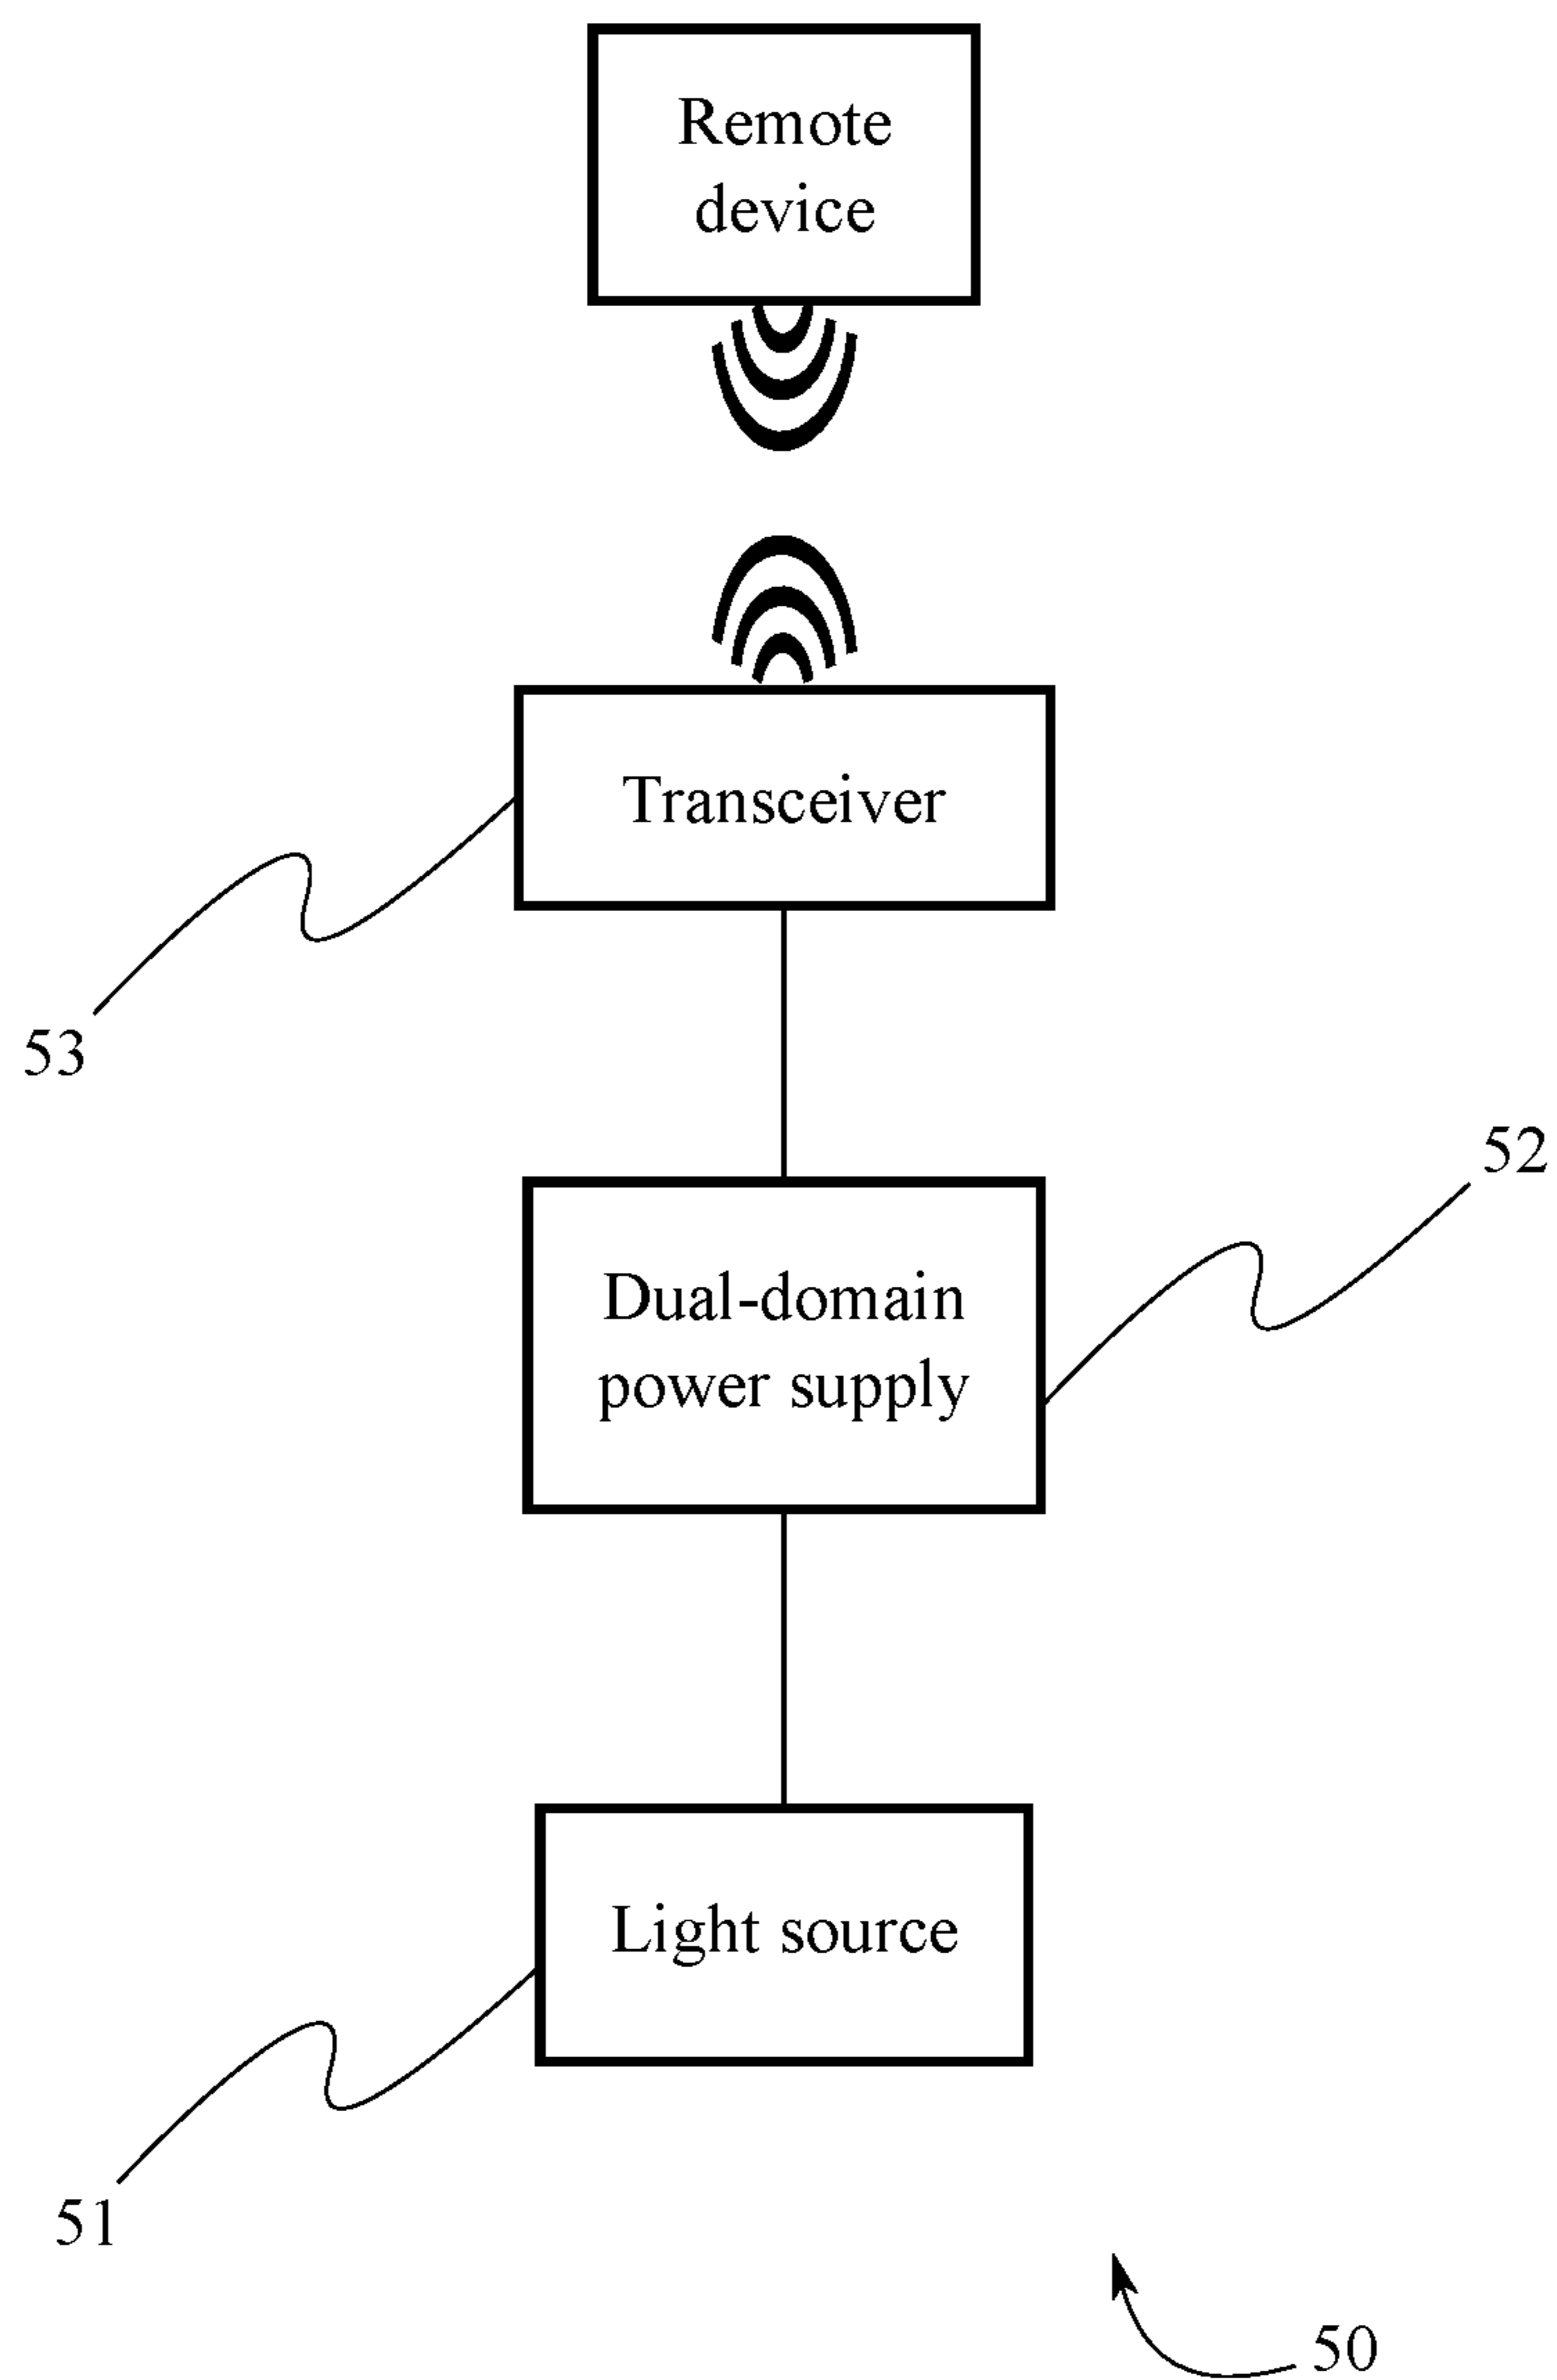 Remote
device
Transceiver
53
52
Dual-domain
power supply
Light source
51
50